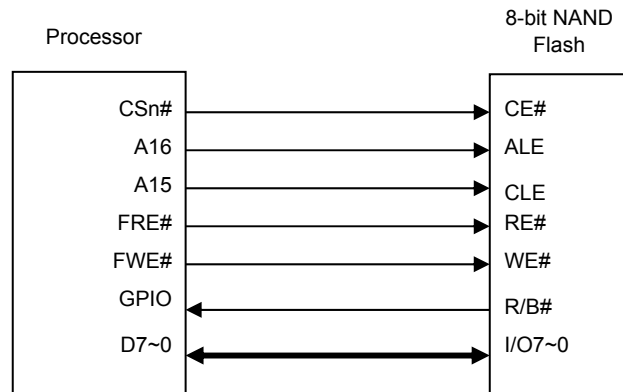 Processor
8-bit NAND
Flash
CSn#
CE#
A16
ALE
A15
CLE
FRE#
RE#
FWE#
WE#
GPIO
R/B#
D7~0
I/O7~0